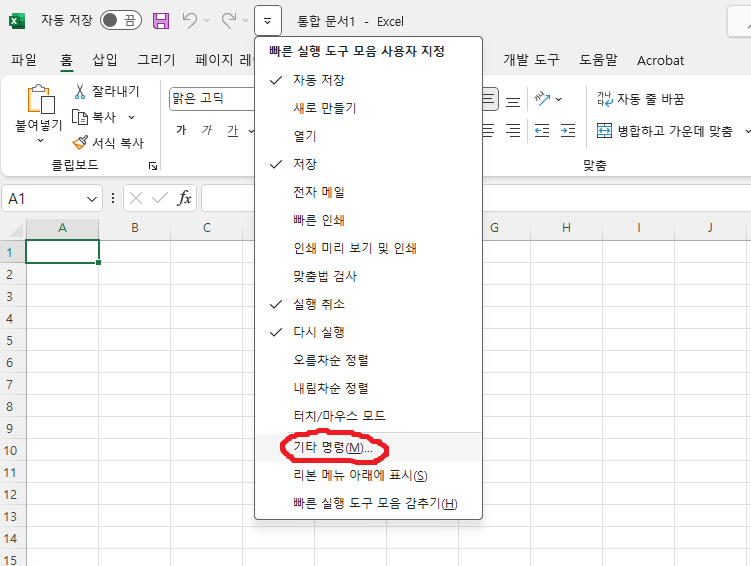 자동 저장 끔 통합 문서1 - Excel
파일 홈 삽입 그리기 페이지 레 개발 도구 도움말 Acrobat
빠른 실행 도구 모음 사용자 지정
자동 저장
새로 만들기
열기
저장
전자 메일
빠른 인쇄
인쇄 미리 보기 및 인쇄
맞춤법 검사
실행 취소
다시 실행
오름차순 정렬
내림차순 정렬
터치/마우스 모드
기타 명령(M)...
리본 메뉴 아래에 표시(S)
빠른 실행 도구 모음 감추기(H)
붙여넣기
잘라내기
복사
서식 복사
클립보드
맑은 고딕
가 가 가
가나다 자동 줄 바꿈
병합하고 가운데 맞춤
맞춤
A1 fx
A B C G H I J
1
2
3
4
5
6
7
8
9
10
11
12
13
14
15